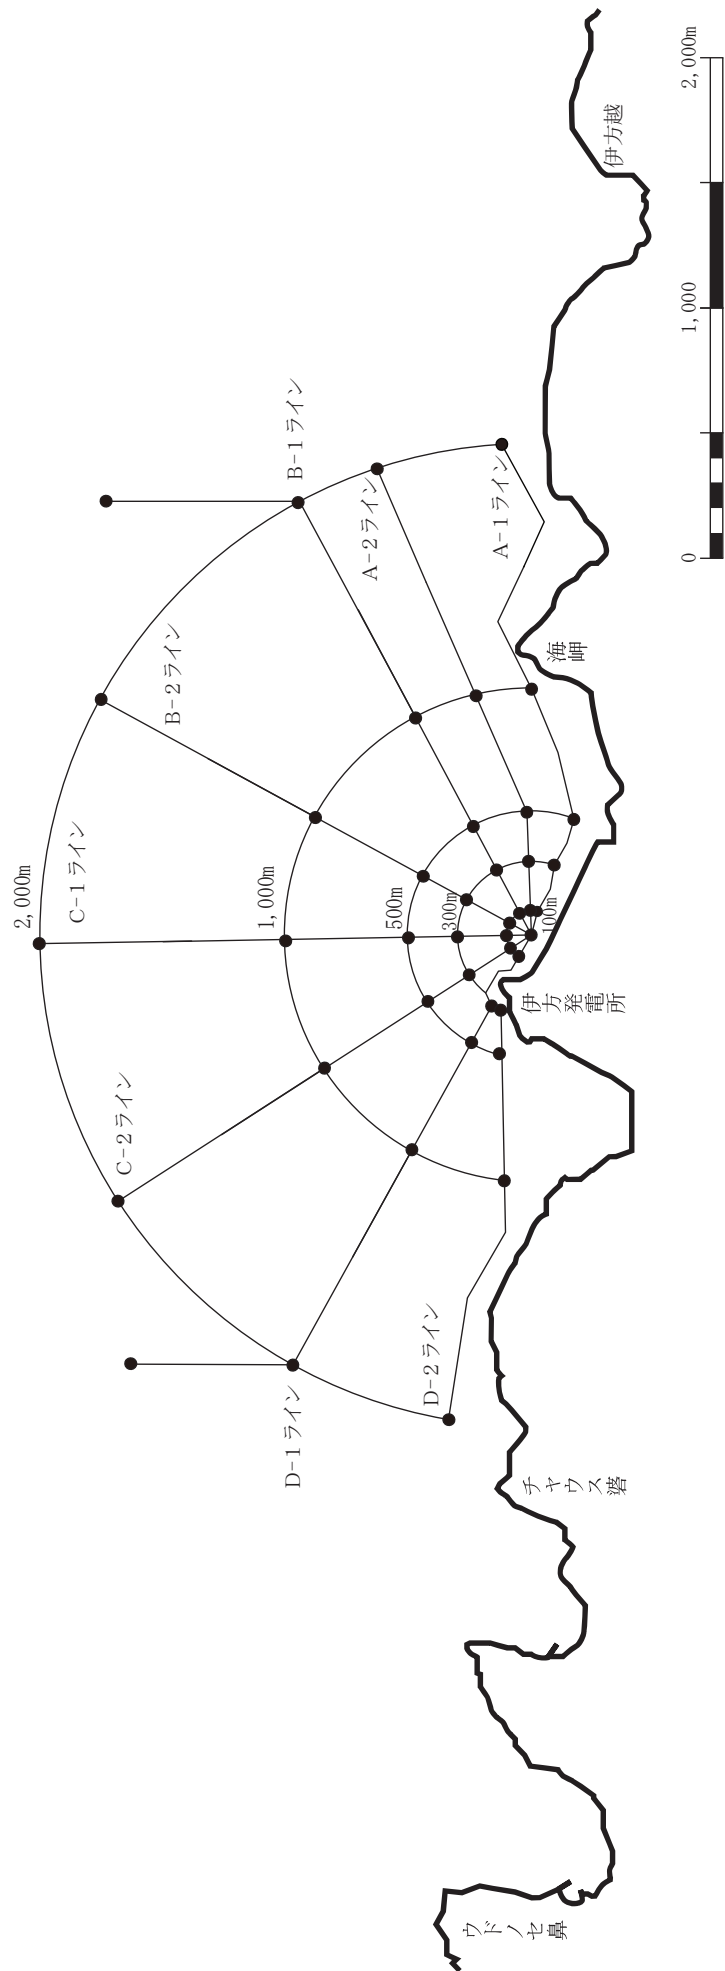 ウドノセ鼻
チャウス碆
伊方発電所
海岬
伊方越
D-2ライン
D-1ライン
C-2ライン
C-1ライン
B-2ライン
B-1ライン
A-2ライン
A-1ライン
2,000m
1,000m
500m
300m
100m
0
1,000
2,000m